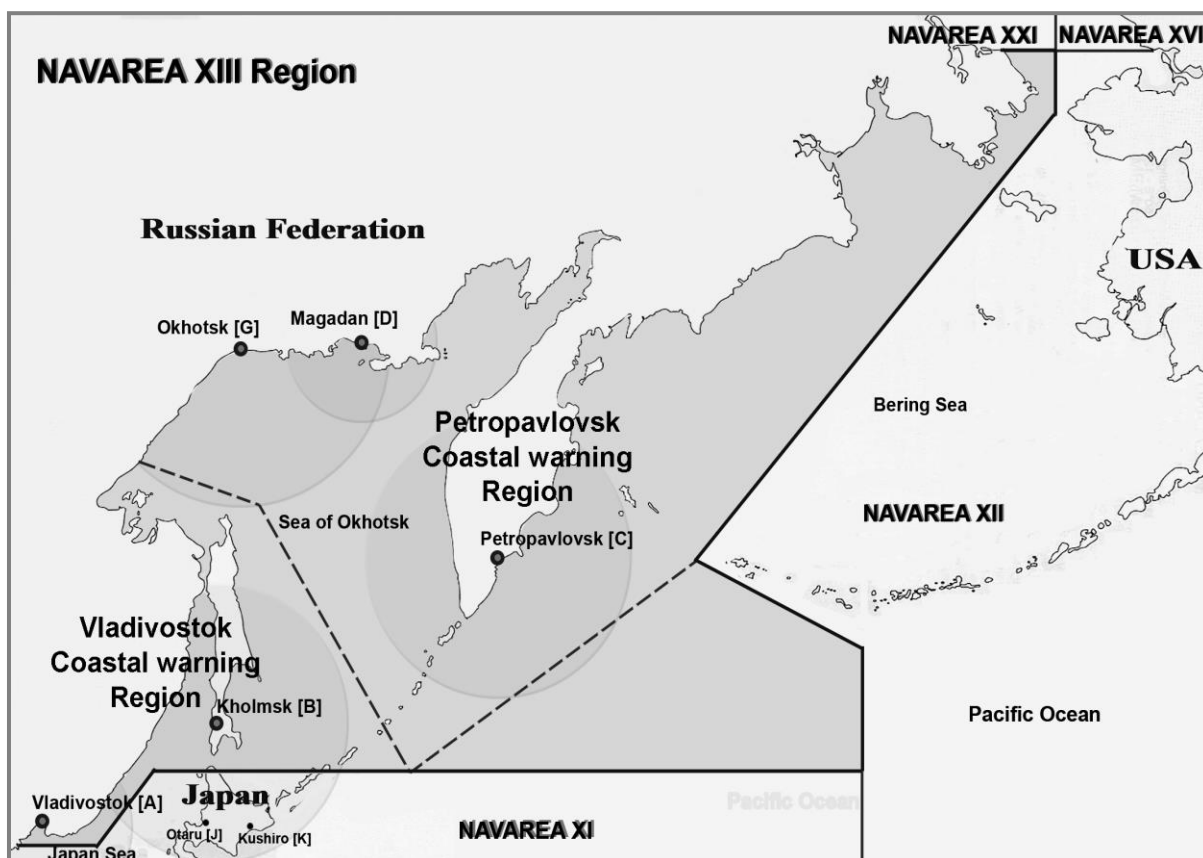 NAVAREA XXI
NAVAREA XVI
NAVAREA XIII Region
Russian Federation
USA
Okhotsk [G]
Magadan [D]
Bering Sea
Petropavlovsk
Coastal warning
Region
NAVAREA XII
Sea of Okhotsk
Petropavlovsk [C]
Vladivostok
Coastal warning
Region
Kholmsk [B]
Pacific Ocean
Vladivostok [A]
Japan
Pacific Ocean
Otaru [J]
Kushiro [K]
NAVAREA XI
Japan Sea